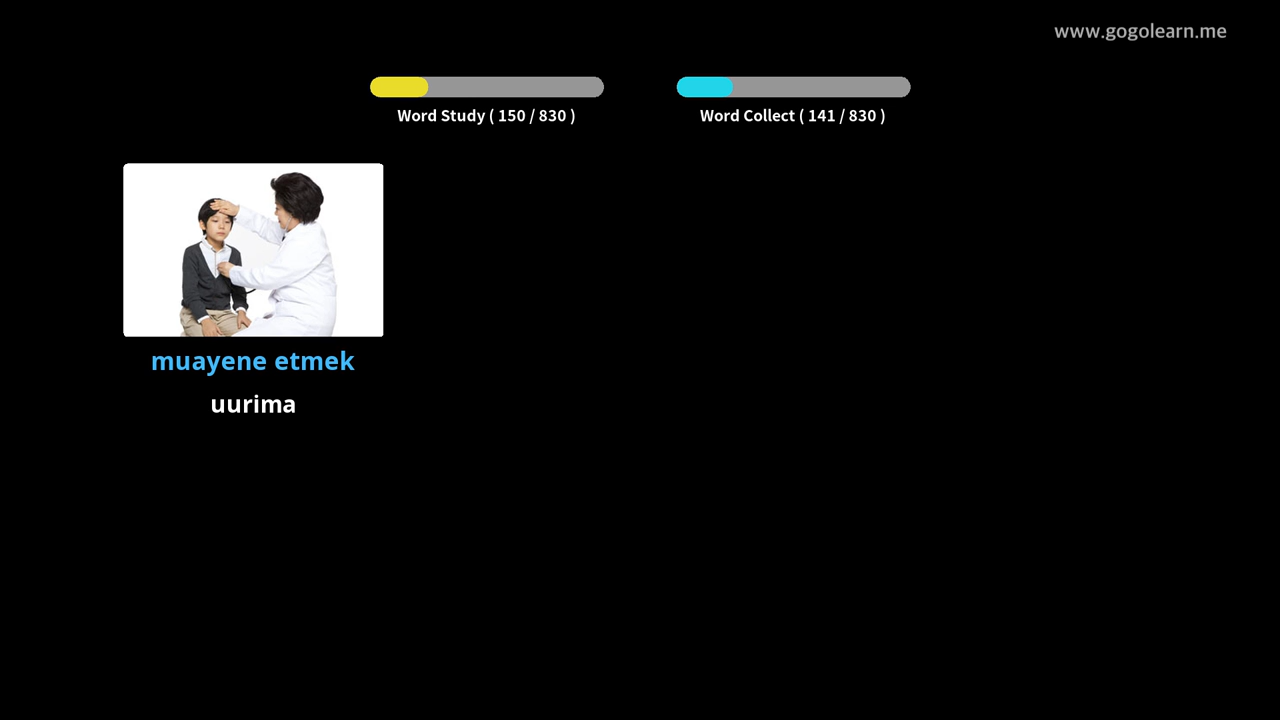 www.gogolearn.me
Word Study ( 150 / 830 )
Word Collect ( 141 / 830 )
muayene etmek
uurima